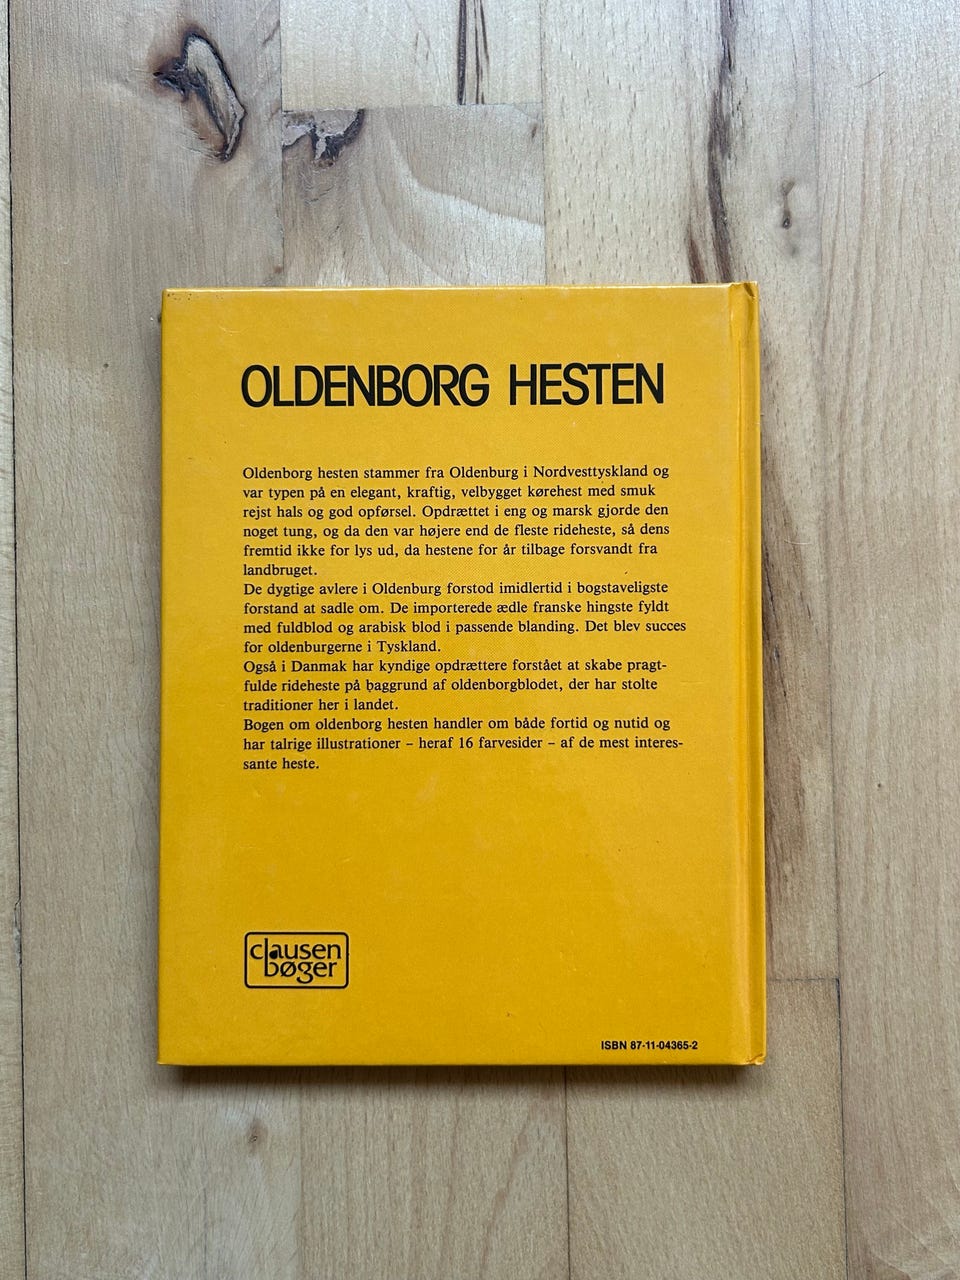 OLDENBORG HESTEN
Oldenborg hesten stammer fra Oldenburg i Nordvesttyskland og
var typen på en elegant, kraftig, velbygget kørehest med smuk
rejst hals og god opførsel. Opdrættet i eng og marsk gjorde den
noget tung, og da den var højere end de fleste rideheste, så dens
fremtid ikke for lys ud, da hestene for år tilbage forsvandt fra
landbruget.
De dygtige avlere i Oldenburg forstod imidlertid i bogstaveligste
forstand at sadle om. De importerede ædle franske hingste fyldt
med fuldblod og arabisk blod i passende blanding. Det blev succes
for oldenburgerne i Tyskland.
Også i Danmak har kyndige opdrættere forstået at skabe pragt-
fulde rideheste på baggrund af oldenborgblodet, der har stolte
traditioner her i landet.
Bogen om oldenborg hesten handler om både fortid og nutid og
har talrige illustrationer – heraf 16 farvesider – af de mest interes-
sante heste.
clausen
bøger
ISBN 87-11-04365-2